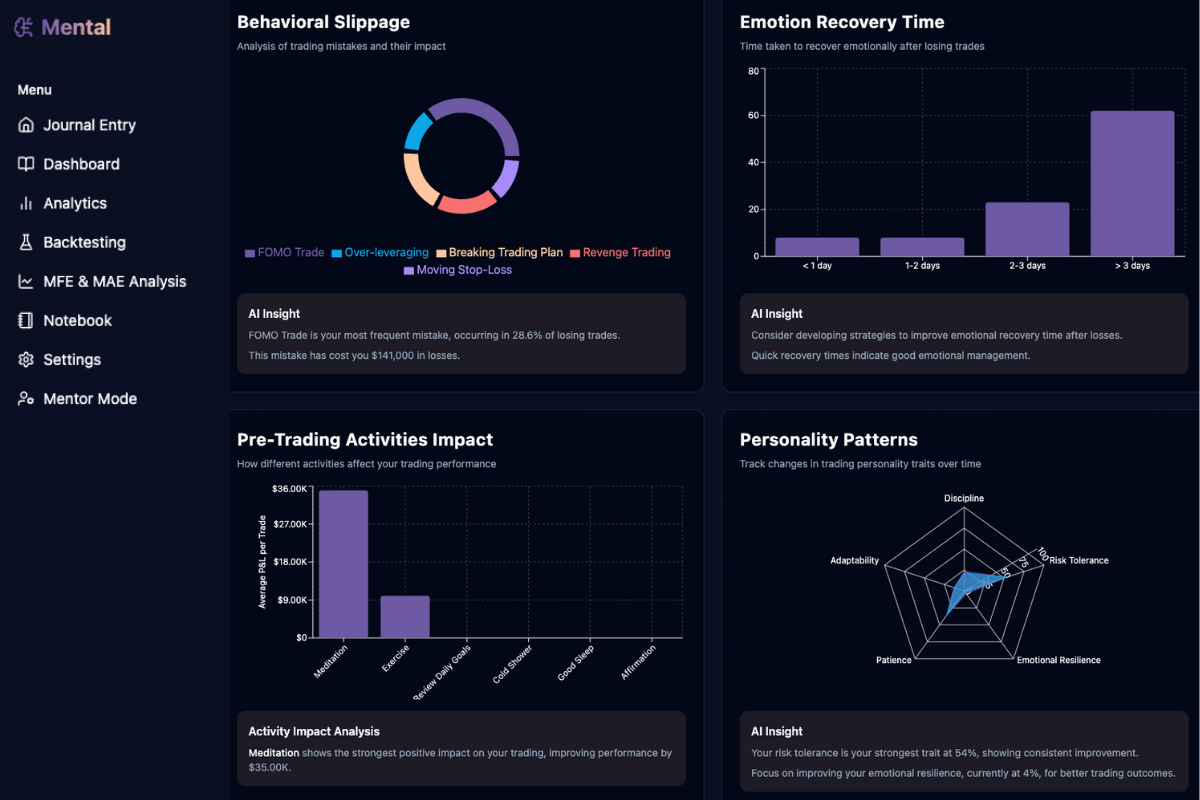 Mental
Menu
Journal Entry
Dashboard
Analytics
Backtesting
MFE & MAE Analysis
Notebook
Settings
Mentor Mode
Behavioral Slippage
Analysis of trading mistakes and their impact
FOMO Trade Over-leveraging Breaking Trading Plan Revenge Trading
Moving Stop-Loss
AI Insight
FOMO Trade is your most frequent mistake, occurring in 28.6% of losing trades.
This mistake has cost you $141,000 in losses.
Emotion Recovery Time
Time taken to recover emotionally after losing trades
80
60
40
20
0
< 1 day 1-2 days 2-3 days > 3 days
AI Insight
Consider developing strategies to improve emotional recovery time after losses.
Quick recovery times indicate good emotional management.
Pre-Trading Activities Impact
How different activities affect your trading performance
Average P&L per Trade
$36.00K
$27.00K
$18.00K
$9.00K
$0
Meditation
Exercise
Review Daily Goals
Cold Shower
Good Sleep
Affirmation
Activity Impact Analysis
Meditation shows the strongest positive impact on your trading, improving performance by
$35.00K.
Personality Patterns
Track changes in trading personality traits over time
Discipline
Adaptability
Risk Tolerance
100
75
50
25
0
Patience
Emotional Resilience
AI Insight
Your risk tolerance is your strongest trait at 54%, showing consistent improvement.
Focus on improving your emotional resilience, currently at 4%, for better trading outcomes.